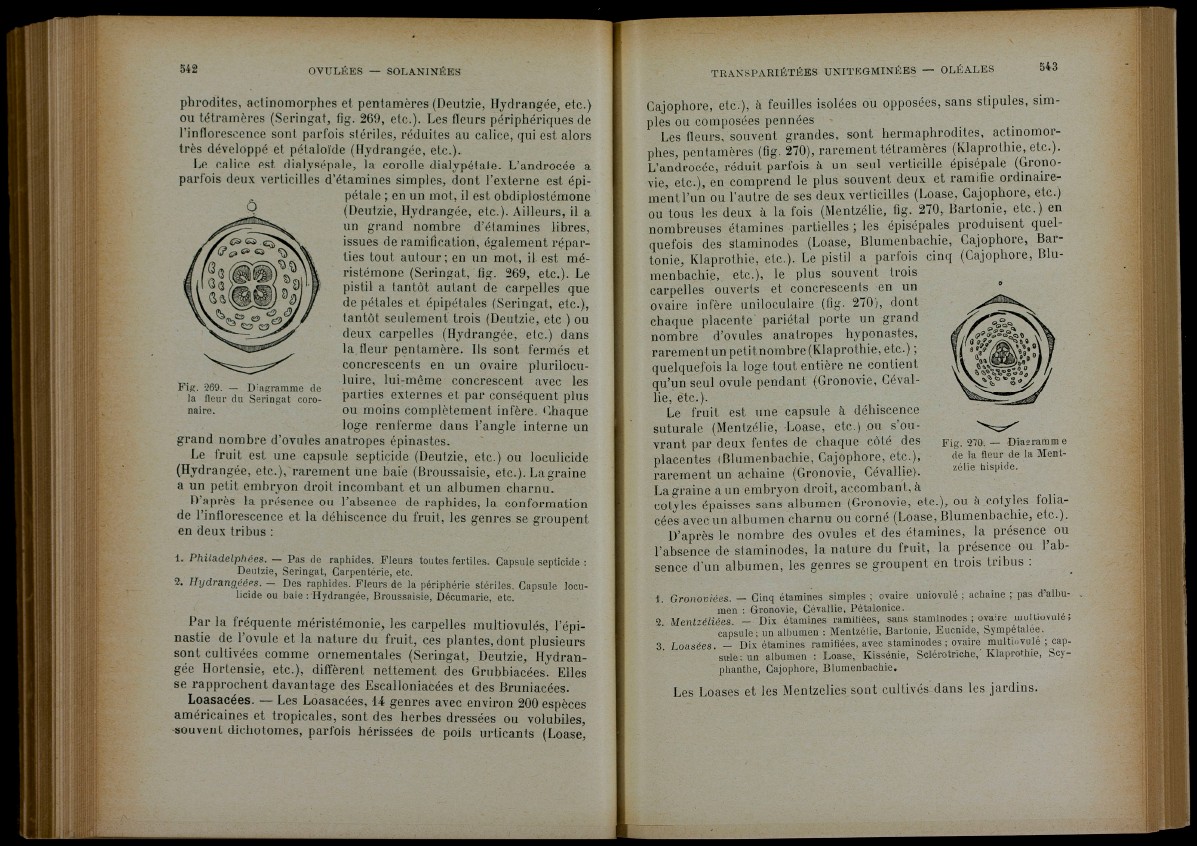 542
OVULÉES — SOLANINÉES
phrodites, actinomorphes et pentamères (Deutzie, Hydrangée, etc.)
ou tétramères (Seringat, fig. 269, etc.). Les fleurs périphériques de
l'inflorescence sont parfois stériles, réduites au calice, qui est alors
très développé et pétaloïde (Hydrangée, etc.).
Le calice est dialysépale, la corolle dialypétale. L'androcée a
parfois deux verticilles d'étamines simples, dont l'externe est épi-
pétale ; en un mot, il est obdiplostémone
(Deutzie, Hydrangée, etc.). Ailleurs, il a
un grand nombre d'étamines libres,
issues de ramification, également répar-
ties tout autour ; en un mot, il est mé-
ristémone (Seringat, fig. 269, etc.). Le
pistil a tantôt autant de carpelles que
de pétales et épipétales (Seringat, etc.),
tantôt seulement trois (Deutzie, etc ) ou
deux carpelles (Hydrangée, etc.) dans
la fleur pentamère. Ils sont fermés et
concrescents en un ovaire plurilocu-
luire, lui-même concrescent avec les
parties externes et par conséquent plus
ou moins complètement infère. Chaque
loge renferme dans l'angle interne un
Fig. 269. — Diagramme de
la fleur du Seringat coro-
naire.
grand nombre d'ovules anatropes épinastes.
Le fruit est une capsule septicide (Deutzie, etc.) ou loculicide
(Hydrangée, etc.), rarement une baie (Broussaisie, etc.). La graine
a un petit embryon droit incombant et un albumen charnu.
D'après la présence ou l'absence de raphides, la conformation
de l'inflorescence et la déhiscence du fruit, les genres se groupent
en deux tribus :
1. Philadelphées. — Pas de raphides. Fleurs toutes fertiles. Capsule septicide :
Deutzie, Seringat, Carpentérie, etc.
2. Hydrangéées. — Des raphides. Fleurs de la périphérie stériles. Capsule locu-
licide ou baie : Hydrangée, Broussaisie, Décumarie, etc.
Par la fréquente méristémonie, les carpelles multiovulés, l'épi-
nastie de l'ovule et la nature du fruit, ces plantes, dont plusieurs
sont cultivées comme ornementales (Seringat, Deutzie, Hydran-
gée Hortensie, etc.), diffèrent nettement des Grubbiacées. Elles
se rapprochent davantage des Escalloniacées et des Bruniacées.
Loasacées. — Les Loasacées, 14 genres avec environ 200 espèces
américaines et tropicales, sont des herbes dressées ou volubiles,
souvent dichotomes, parfois hérissées de poils urticants (Loase,
TRANSPARIÉTÉES UNITEGMINÉES — OLÉALES
543
Cajophore, etc.), à feuilles isolées ou opposées, sans stipules, sim-
ples ou composées pennées
Les fleurs, souvent grandes, sont hermaphrodites, actinomor-
phes, pentamères (fig. 270), rarement tétramères (Klaprothie, etc.).
L'androcée, réduit parfois à un seul verticille épisépale (Grono-
vie, etc.), en comprend le plus souvent deux et ramifie ordinaire-
ment l'un ou l'autre de ses deux verticilles (Loase, Cajophore, etc.)
ou tous les deux à la fois (Mentzélie, fig. 270, Bartonie, etc.) en
nombreuses étamines partielles ; les épisépales produisent quel-
quefois des staminodes (Loase, Blumenbachie, Cajophore, Bar-
tonie, Klaprothie, etc.). Le pistil a parfois cinq (Cajophore, Blu-
menbachie, etc.), le plus souvent trois
carpelles ouverts et concrescents en un
ovaire infère uniloculaire (fig. 270), dont
chaque placente pariétal porte un grand
nombre d'ovules anatropes hyponastes,
rarement un petit nombre (Klaprothie, etc.) ;
quelquefois la loge tout entière ne contient
qu'un seul ovule pendant (Gronovie, Céval-
lie, etc.).
Le fruit est une capsule à déhiscence
suturale (Mentzélie, Loase, etc.) ou s'ou-
vrant par deux fentes de chaque côté des
placentes (Blumenbachie, Cajophore, etc.),
rarement un achaine (Gronovie, Cévallie).
La graine a un embryon droit, accombant, à
Fig. 270. — Diagramme
de la fleur de la Ment-
zélie hispide.
cotyles épaisses sans albumen (Gronovie, etc.), ou à cotyles folia-
cées avec un albumen charnu ou corné (Loase, Blumenbachie, etc.).
D'après le nombre des ovules et des étamines, la présence ou
l'absence de staminodes, la nature du fruit, la présence ou l'ab-
sence d'un albumen, les genres se groupent en trois tribus :
1. Gronoviées. — Cinq étamines simples ; ovaire uniovulé ; achaine ; pas d'albu-
men : Gronovie, Cévallie, Pétalonice.
2. Mentzéliées. — Dix étamines ramifiées, sans staminodes ; ovaire multiovulé ;
capsule ; un albumen : Mentzélie, Bartonie, Eucnide, Sympétalée.
3. Loasées. — Dix étamines ramifiées, avec staminodes ; ovaire multiovulé ; cap-
sule ; un albumen : Loase, Kissénie, Sclérotriche, Klaprothie, Scy-
phanthe, Cajophore, Blumenbachie.
Les Loases et les Mentzelies sont cultivés dans les jardins.